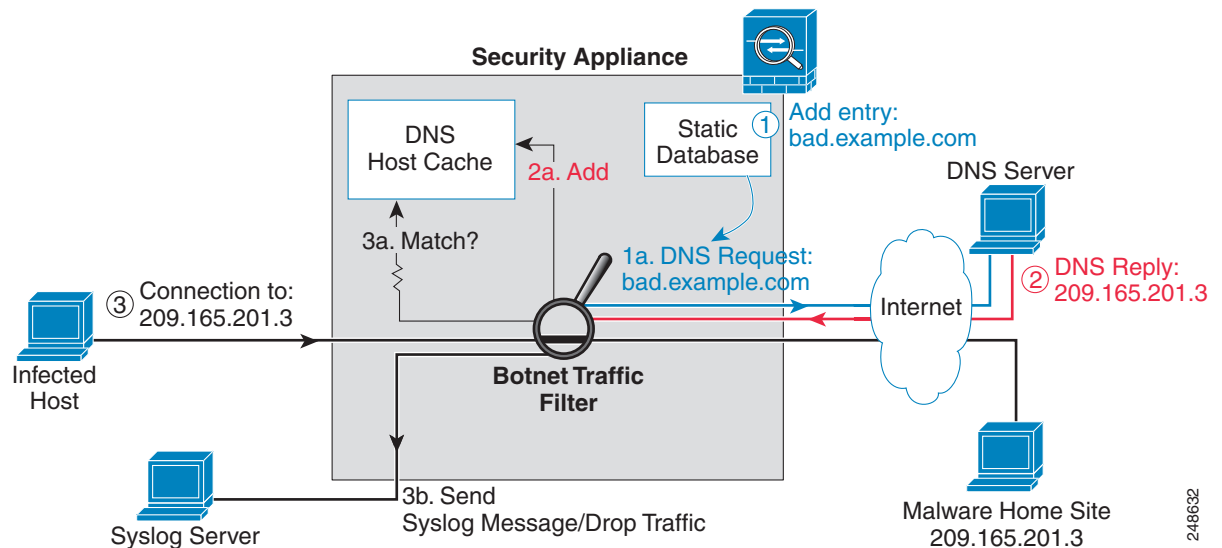 Security Appliance
DNS
Host Cache
2a. Add
3a. Match?
Static
Database
1
Add entry:
bad.example.com
DNS Server
1a. DNS Request:
bad.example.com
2
DNS Reply:
209.165.201.3
Internet
3
Connection to:
209.165.201.3
Infected
Host
Botnet Traffic
Filter
3b. Send
Syslog Message/Drop Traffic
Syslog Server
Malware Home Site
209.165.201.3
248632